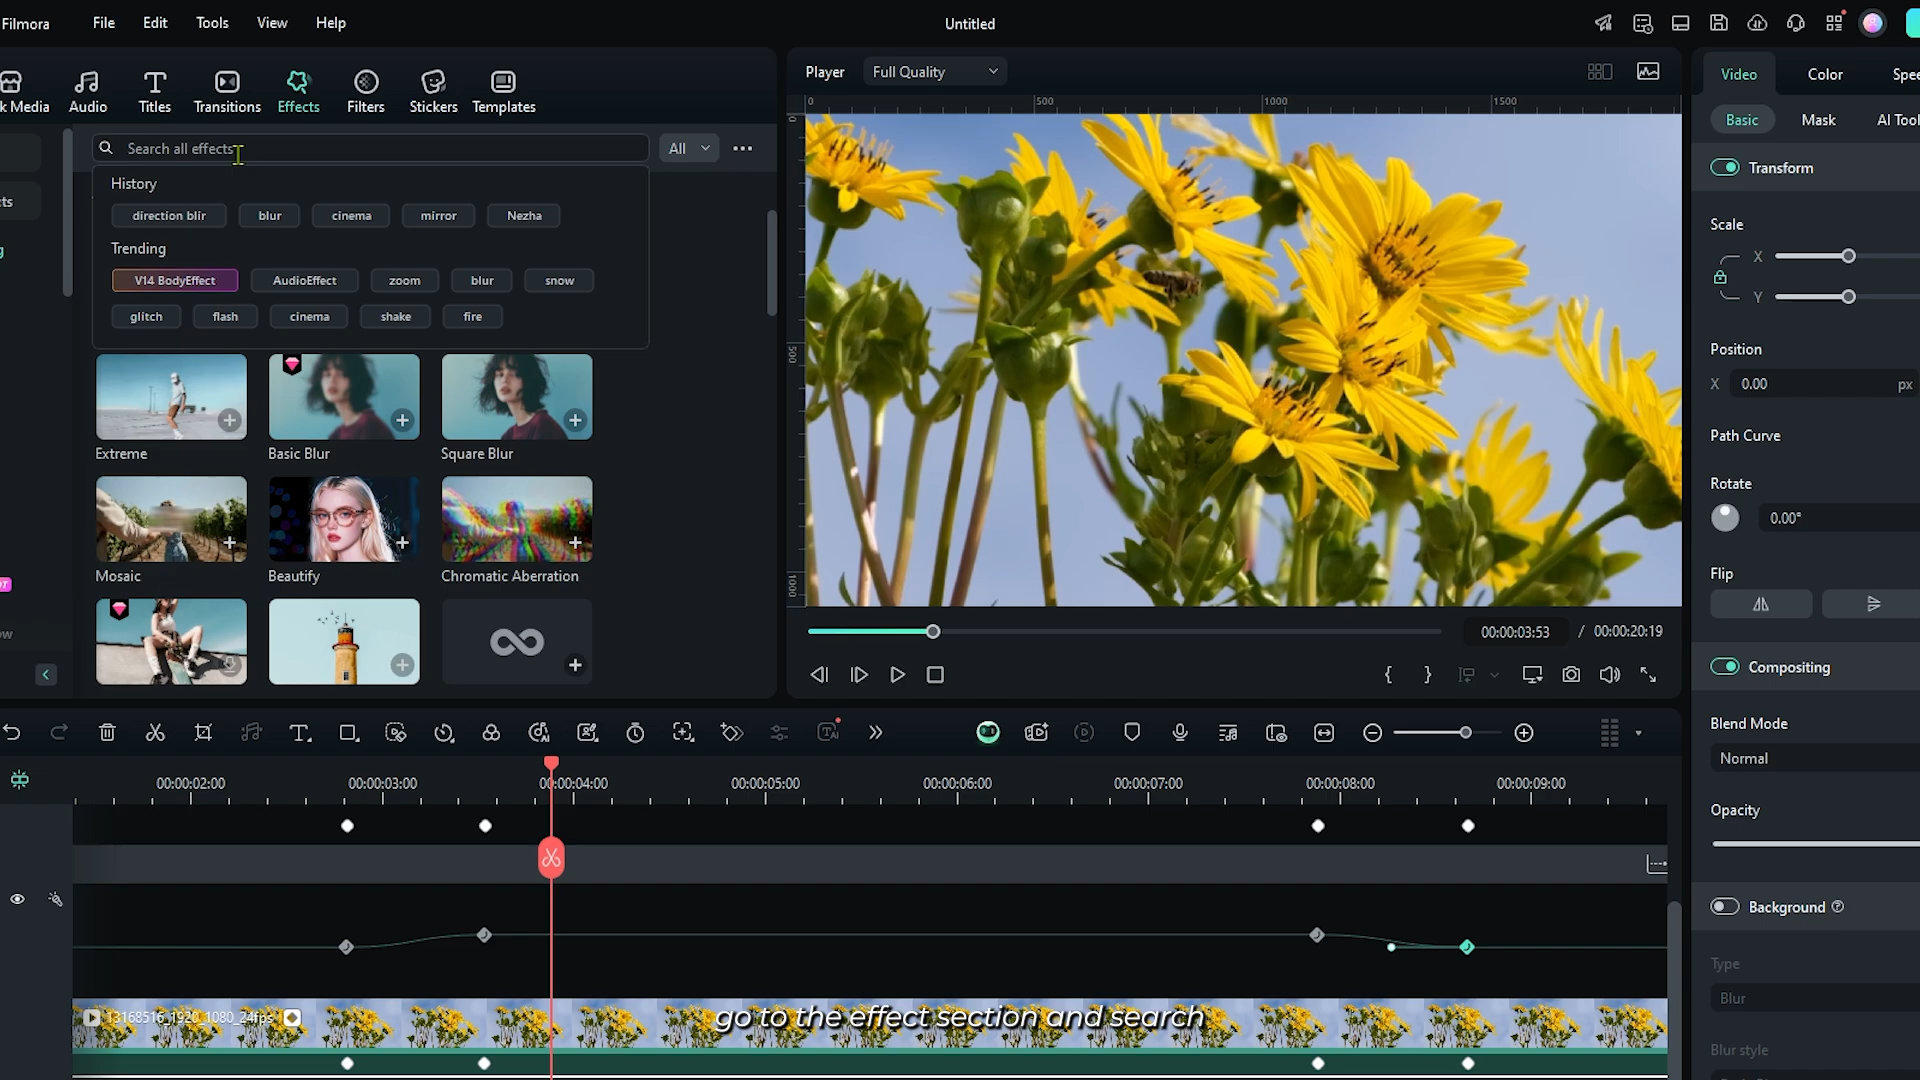 Filmora File Edit Tools View Help Untitled
k Media Audio Titles Transitions Effects Filters Stickers Templates
Player Full Quality
Video Color Spee
Basic Mask AI Tool
Search all effects All
History
direction blir blur cinema mirror Nezha
Trending
V14 BodyEffect AudioEffect zoom blur snow
glitch flash cinema shake fire
Extreme Basic Blur Square Blur
Mosaic Beautify Chromatic Aberration
ts
g
OT
ow
0 500 1000 1500
0
500
1000
00:00:03:53 / 00:00:20:19
{ }
Transform
Scale
X
Y
Position
X 0.00 px
Path Curve
Rotate
0.00°
Flip
Compositing
Blend Mode
Normal
Opacity
Background
Type
Blur
Blur style
00:00:02:00 00:00:03:00 00:00:04:00 00:00:05:00 00:00:06:00 00:00:07:00 00:00:08:00 00:00:09:00
13168516_1920_1080_24fps
go to the effect section and search